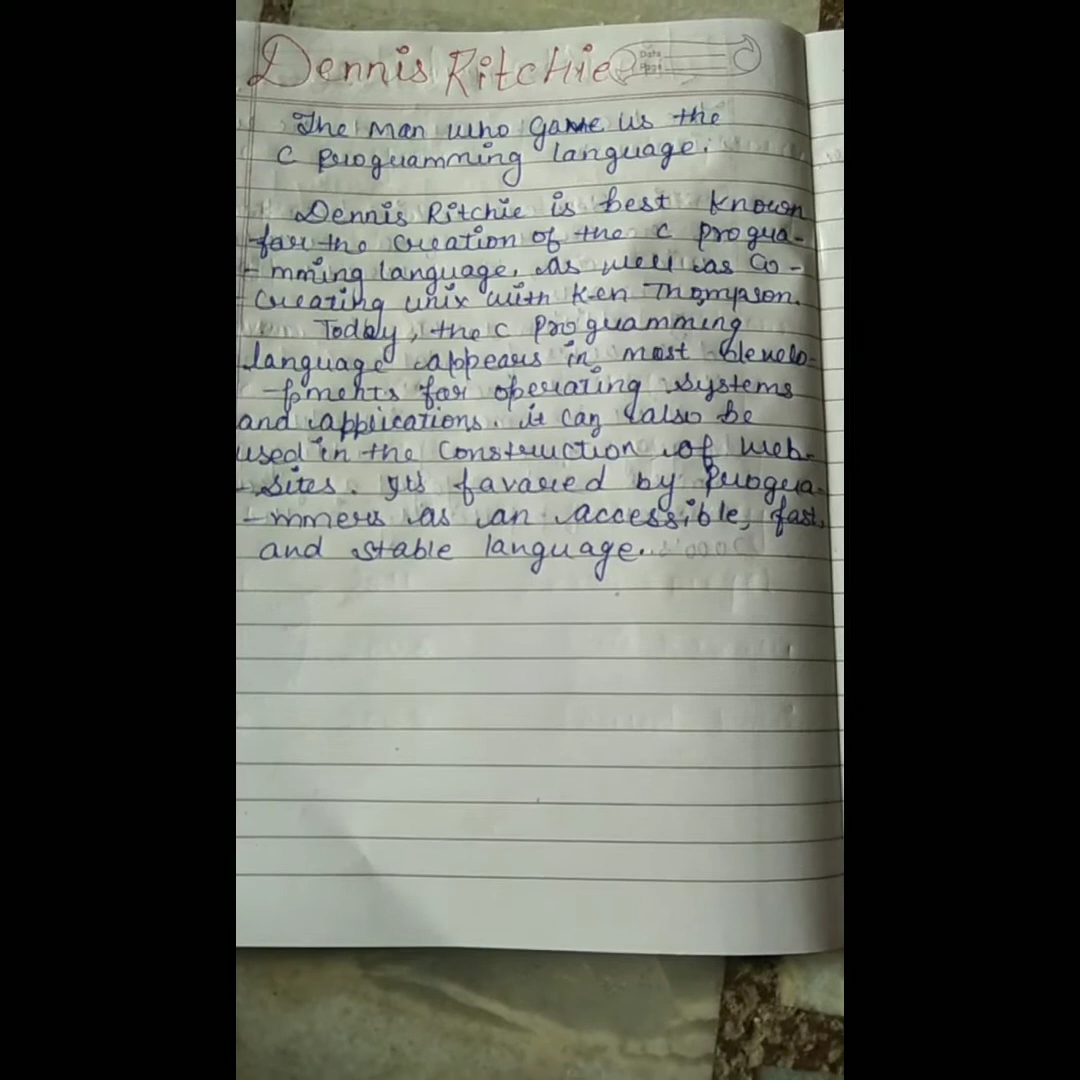 Dennis Ritchie
Date
Page
The man who gave us the
C programming language.
Dennis Ritchie is best known
for the creation of the C progra-
-mming language, as well as Co-
-creating unix with Ken Thompson.
Today, the C programming
language appears in most develo-
-pments for operating systems
and applications. it can also be
used in the construction of web-
-sites. Its favared by progra-
-mmers as an accessible, fast,
and stable language.